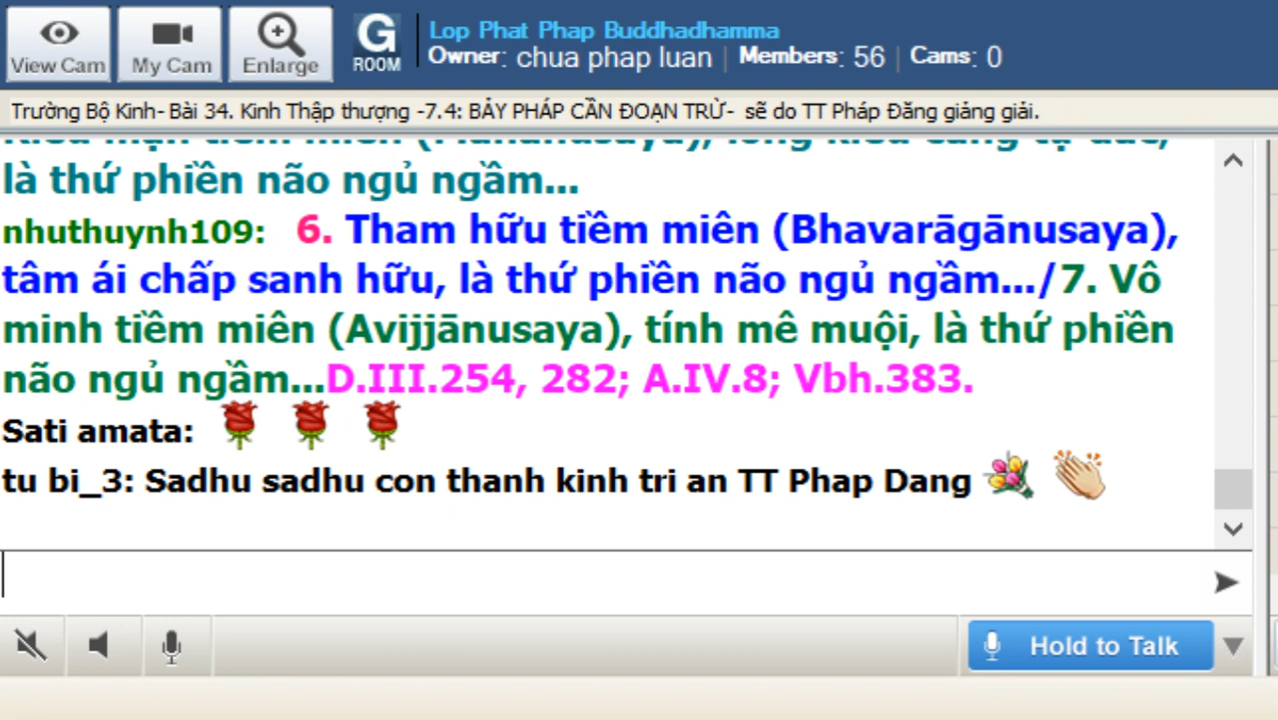 View Cam
My Cam
Enlarge
G
ROOM
Lop Phat Phap Buddhadhamma
Owner: chua phap luan | Members: 56 | Cams: 0
Trường Bộ Kinh- Bài 34. Kinh Thập thượng -7.4: BẢY PHÁP CẦN ĐOẠN TRỪ- sẽ do TT Pháp Đăng giảng giải.
là thứ phiền não ngủ ngầm...
nhuthuynh109: 6. Tham hữu tiềm miên (Bhavarāgānusaya),
tâm ái chấp sanh hữu, là thứ phiền não ngủ ngầm.../7. Vô
minh tiềm miên (Avijjānusaya), tính mê muội, là thứ phiền
não ngủ ngầm...D.III.254, 282; A.IV.8; Vbh.383.
Sati amata:
tu bi_3: Sadhu sadhu con thanh kinh tri an TT Phap Dang
Hold to Talk